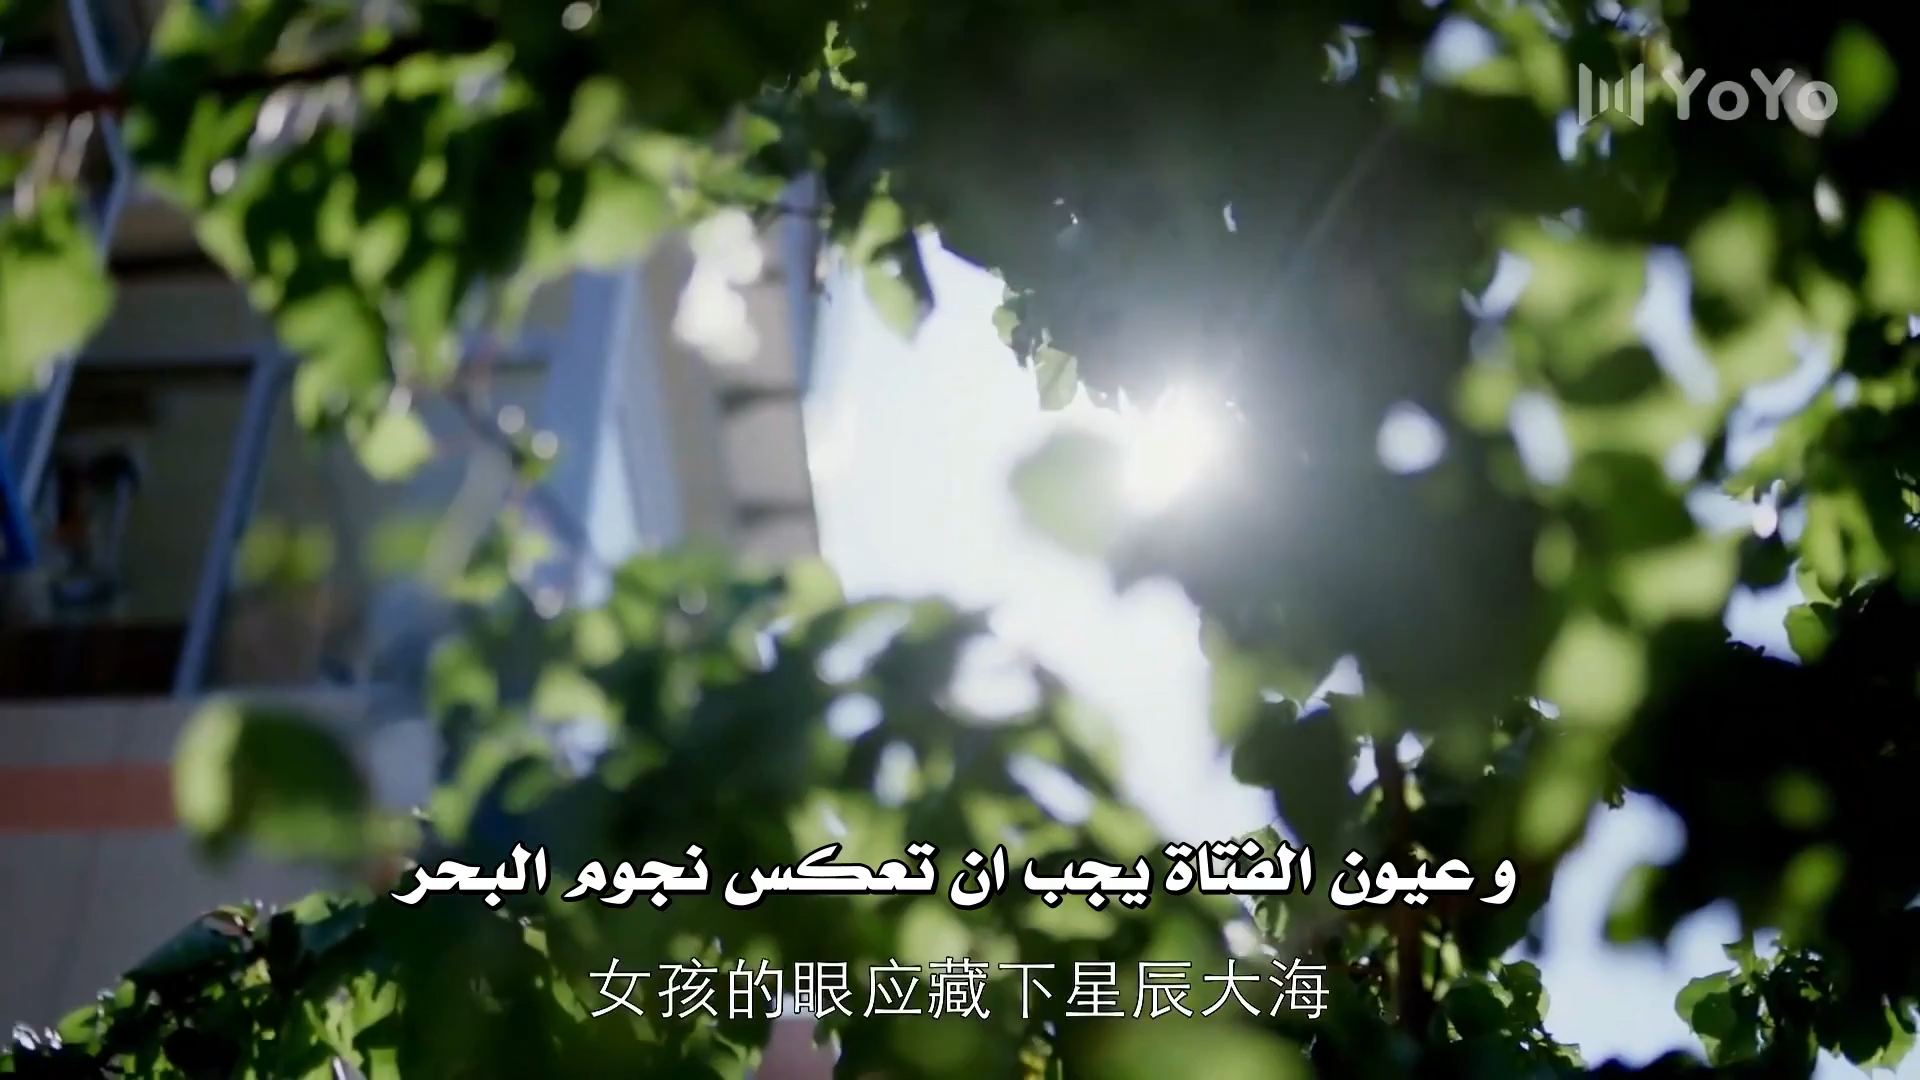 YoYo
و عيون الفتاة يجب ان تعكس نجوم البحر
女孩的眼应藏下星辰大海